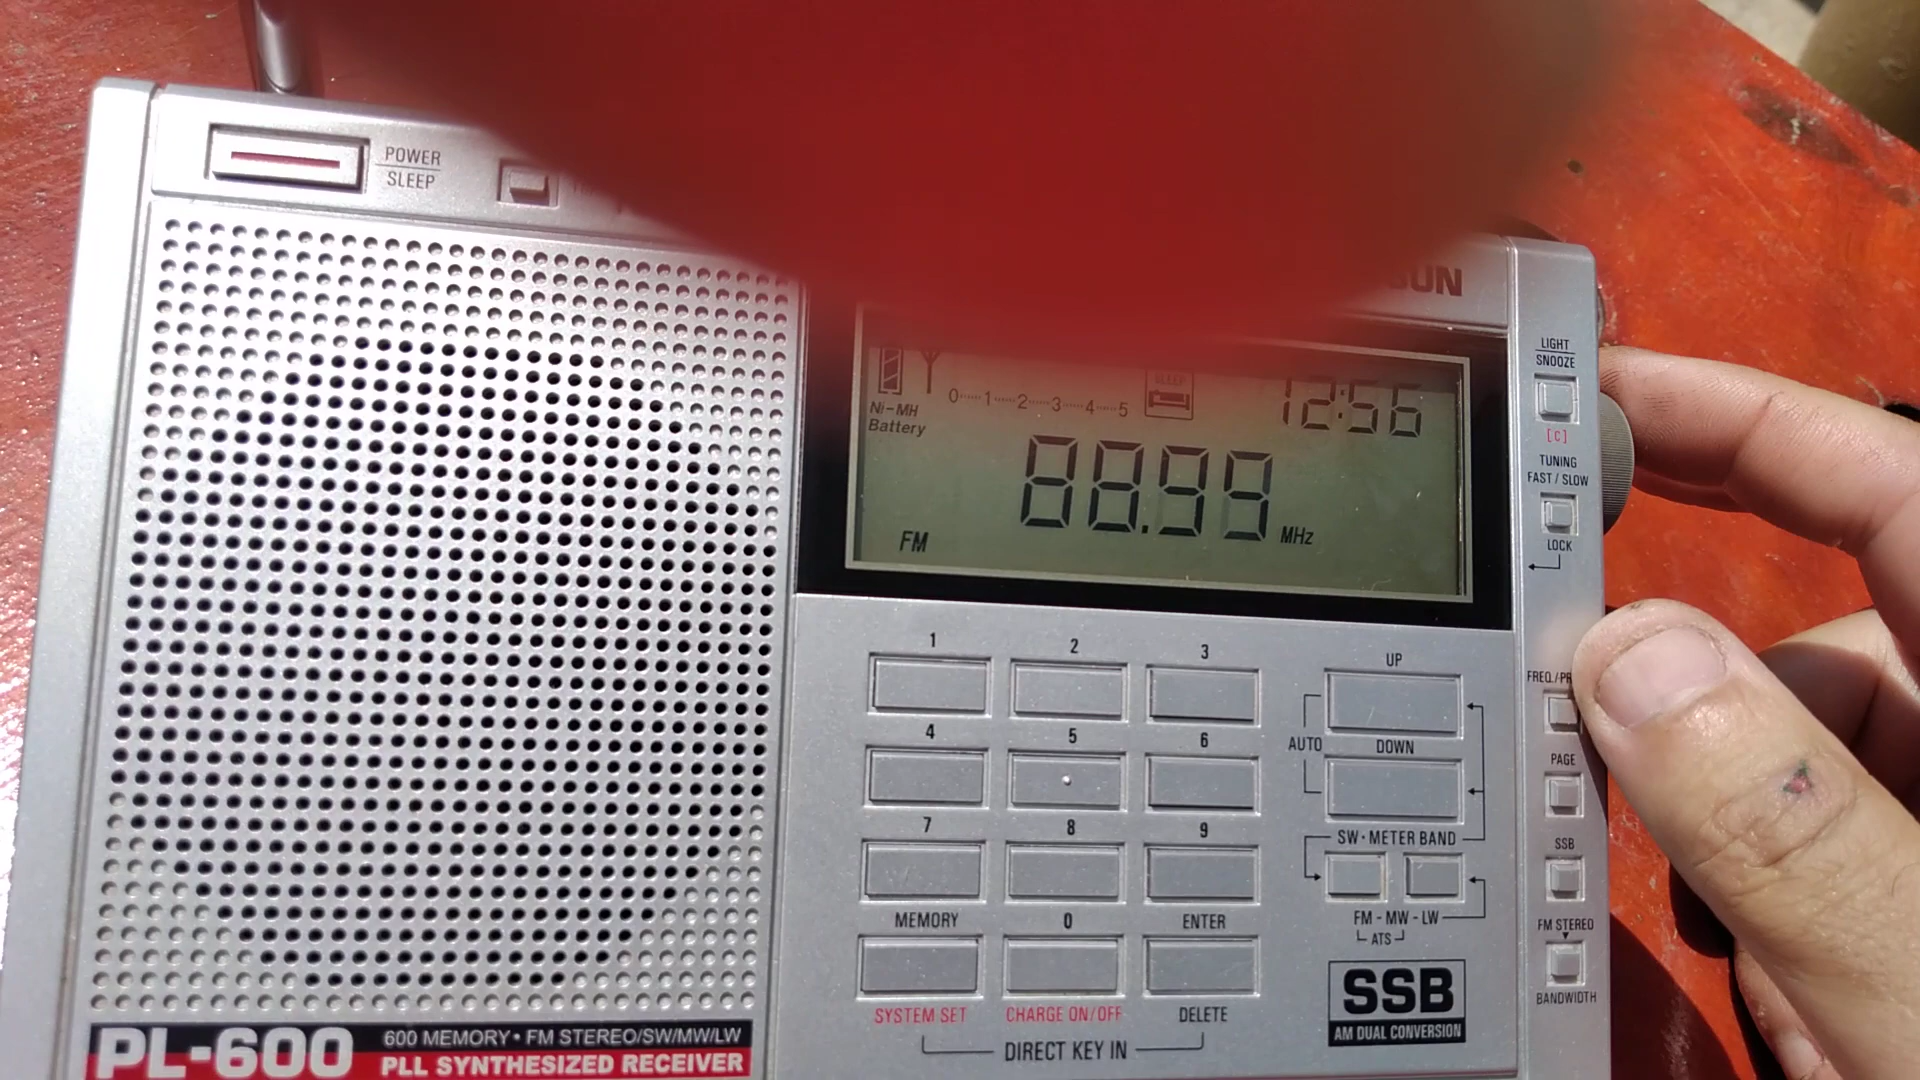 POWER
SLEEP
SUN
Ni-MH
Battery
0 1 2 3 4 5
SLEEP
12:56
88.99 MHz
FM
LIGHT
SNOOZE
[C]
TUNING
FAST / SLOW
LOCK
1 2 3
4 5 6
7 8 9
MEMORY 0 ENTER
SYSTEM SET CHARGE ON/OFF DELETE
DIRECT KEY IN
UP
AUTO
DOWN
SW·METER BAND
FM - MW - LW
ATS
SSB
AM DUAL CONVERSION
FREQ./PR
PAGE
SSB
FM STEREO
BANDWIDTH
PL-600
600 MEMORY · FM STEREO/SW/MW/LW
PLL SYNTHESIZED RECEIVER